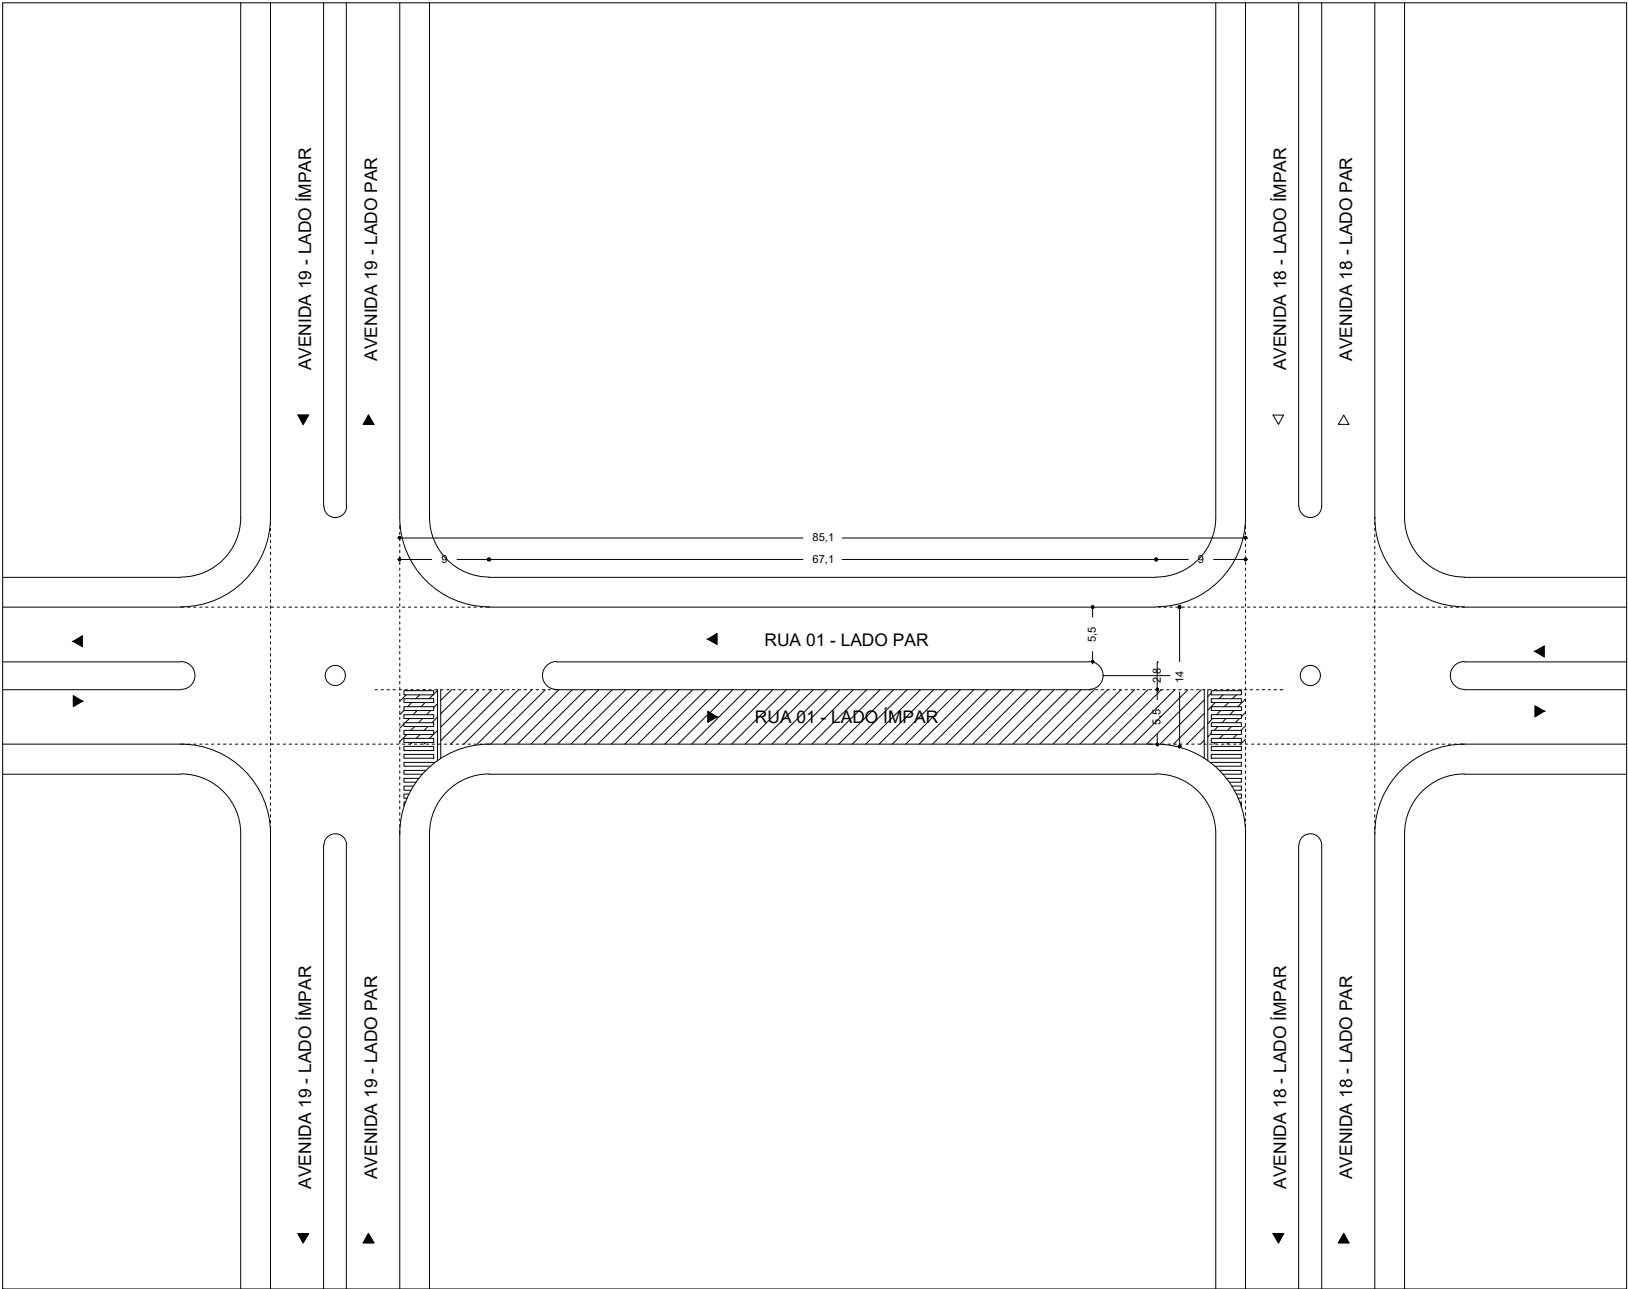 AVENIDA 19 - LADO ÍMPAR
AVENIDA 19 - LADO PAR
AVENIDA 18 - LADO ÍMPAR
AVENIDA 18 - LADO PAR
85,1
9
67,1
9
5,5
RUA 01 - LADO PAR
2,8
14
5,5
RUA 01 - LADO ÍMPAR
AVENIDA 19 - LADO ÍMPAR
AVENIDA 19 - LADO PAR
AVENIDA 18 - LADO ÍMPAR
AVENIDA 18 - LADO PAR